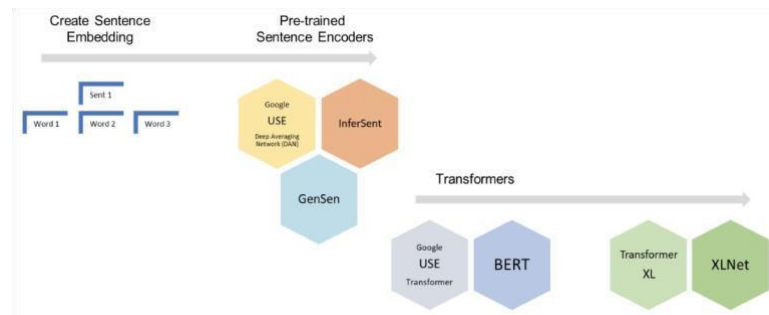 Create Sentence
Embedding
Pre-trained
Sentence Encoders
Sent 1
Word 1
Word 2
Word 3
Google
USE
Deep Averaging
Network (DAN)
InferSent
GenSen
Transformers
Google
USE
Transformer
BERT
Transformer
XL
XLNet